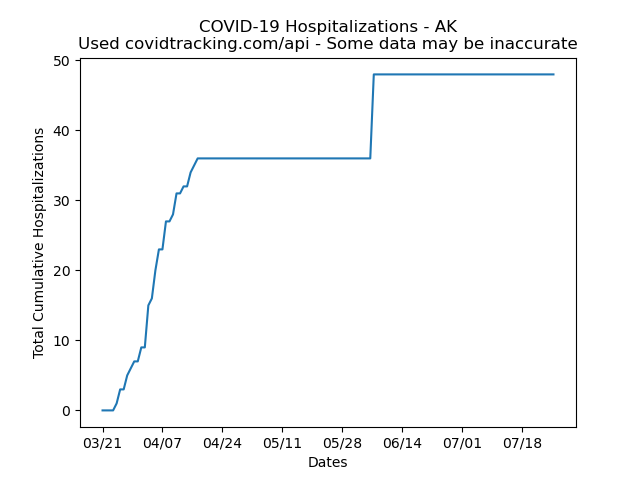 COVID-19 Hospitalizations - AK
Used covidtracking.com/api - Some data may be inaccurate
50
40
30
20
10
0
Total Cumulative Hospitalizations
03/21 04/07 04/24 05/11 05/28 06/14 07/01 07/18
Dates